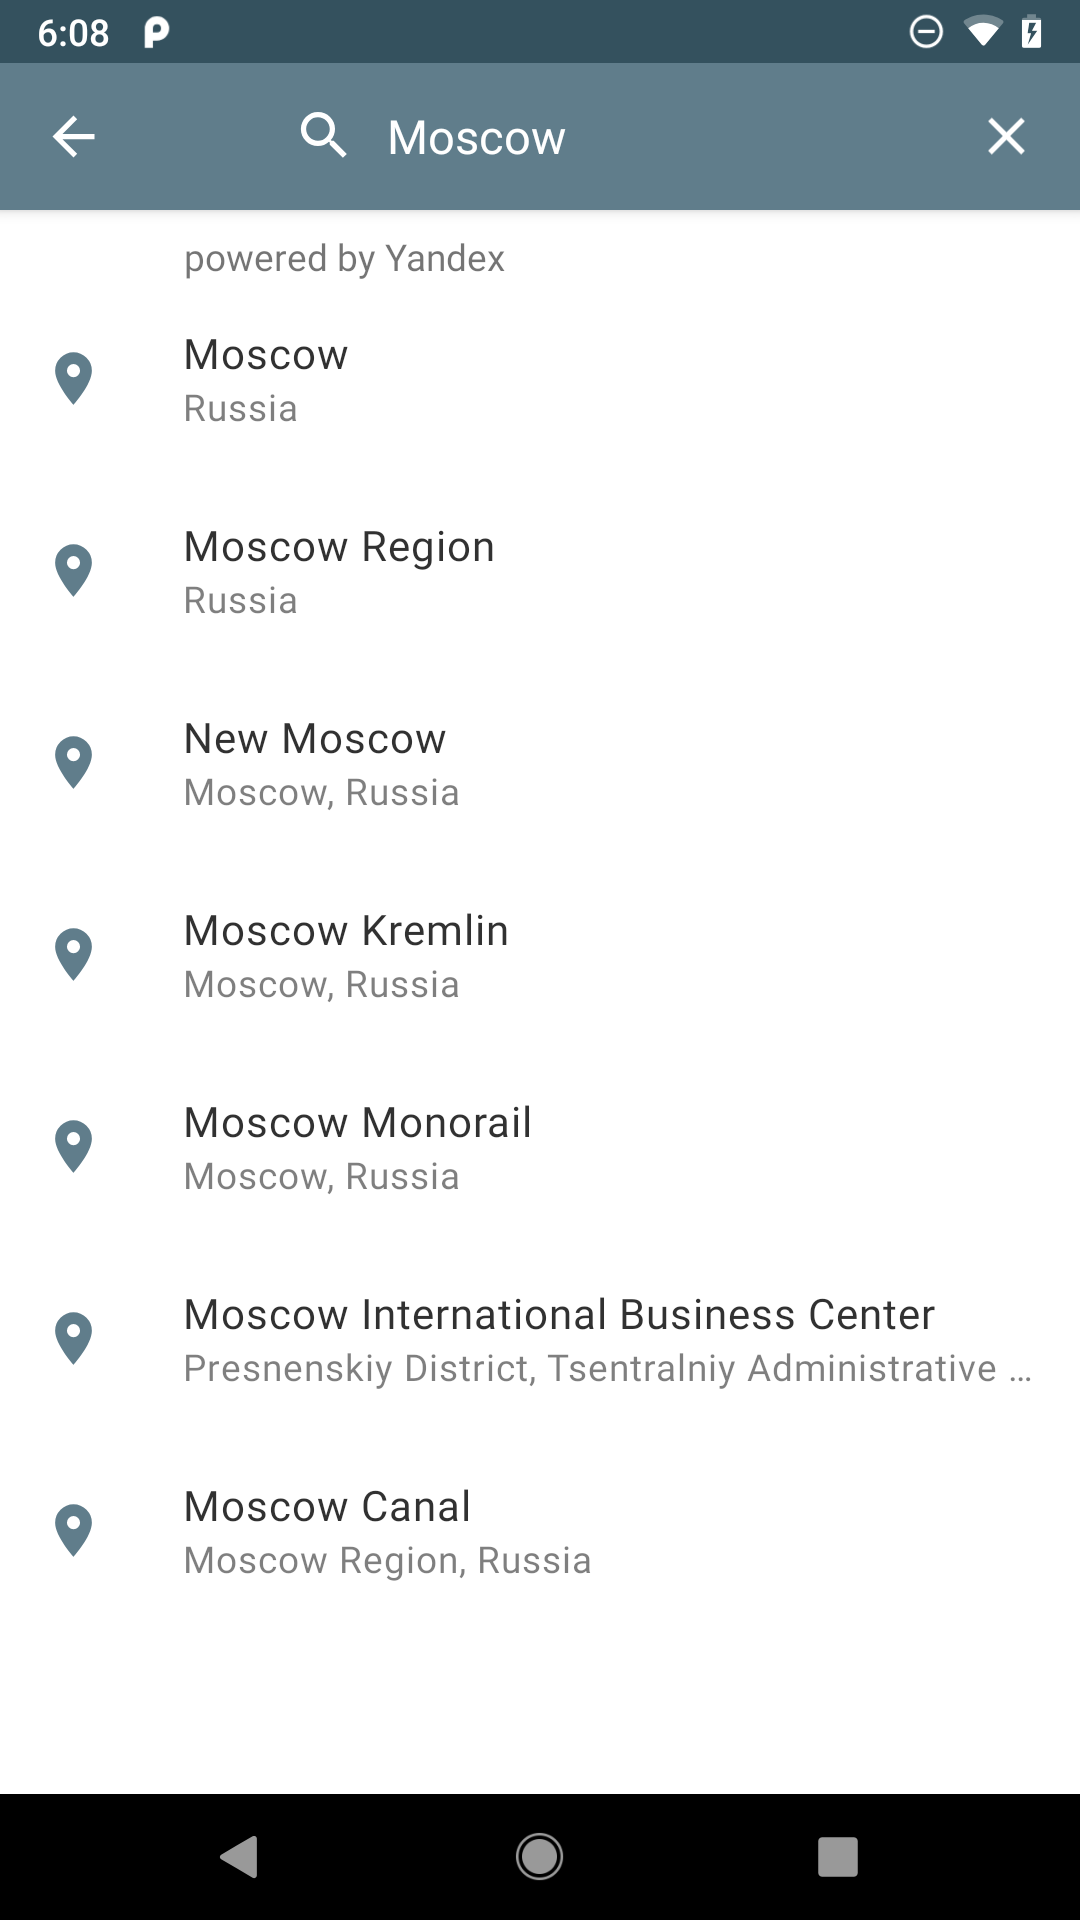 6:08
Moscow
powered by Yandex
Moscow
Russia
Moscow Region
Russia
New Moscow
Moscow, Russia
Moscow Kremlin
Moscow, Russia
Moscow Monorail
Moscow, Russia
Moscow International Business Center
Presnenskiy District, Tsentralniy Administrative ...
Moscow Canal
Moscow Region, Russia